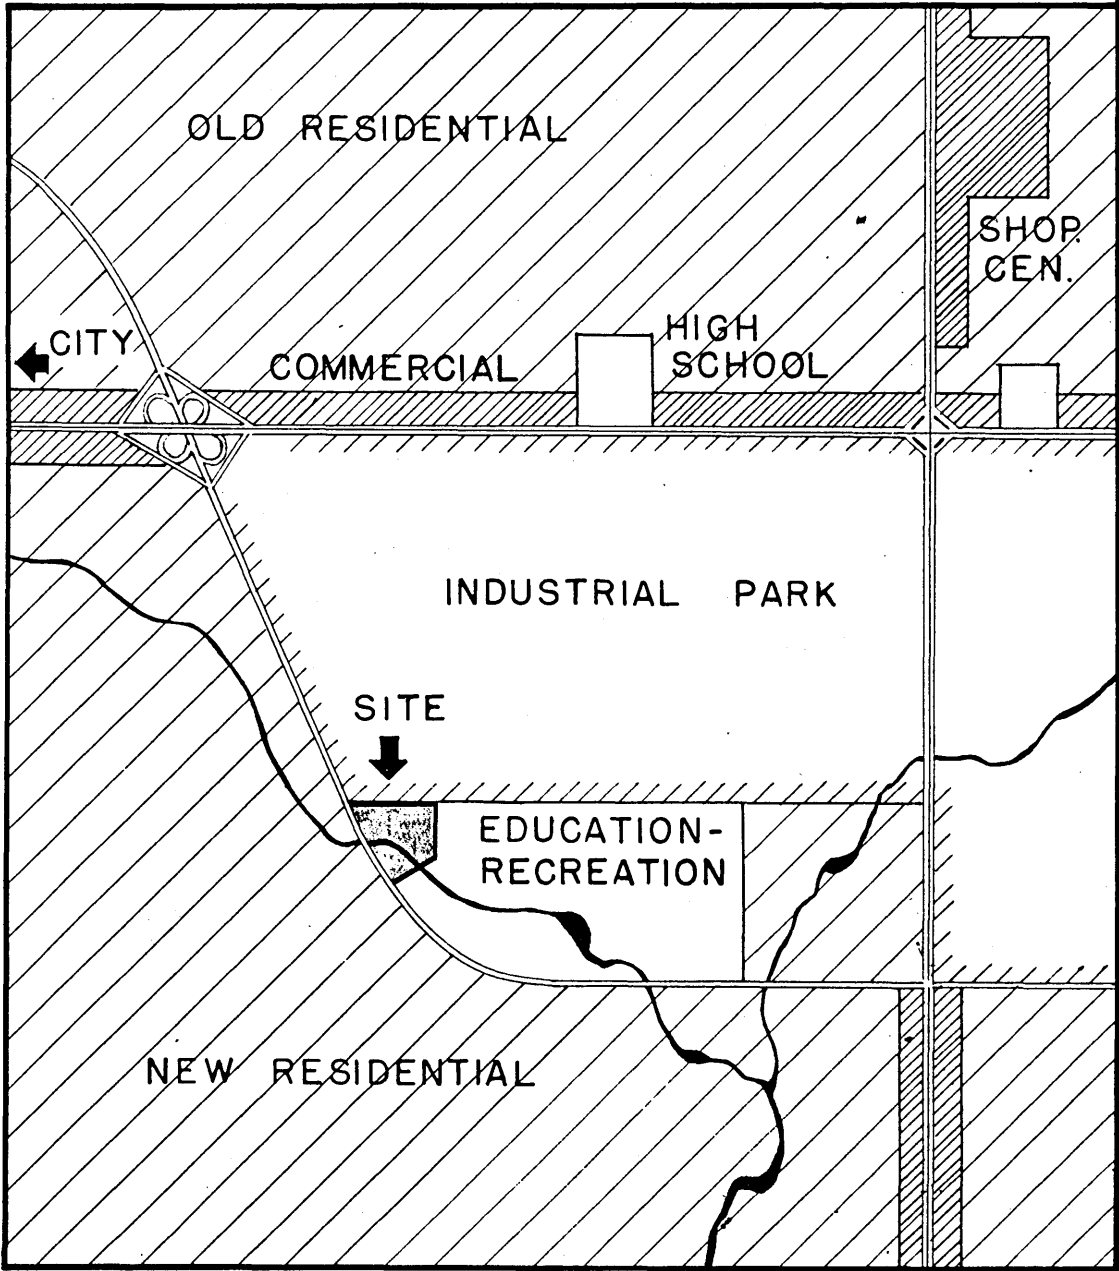 OLD RESIDENTIAL
SHOP.
CEN.
CITY
COMMERCIAL
HIGH
SCHOOL
INDUSTRIAL PARK
SITE
EDUCATION-
RECREATION
NEW RESIDENTIAL